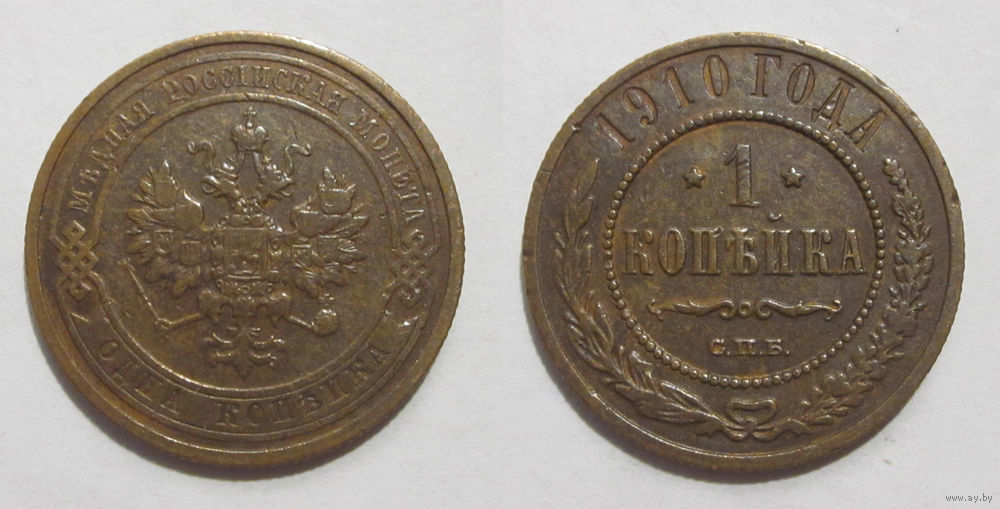 МѢДНАЯ РОССІЙСКАЯ МОНЕТА
ОДНА КОПѢЙКА
1910 ГОДА
1
КОПѢЙКА
С.П.Б.
www.ay.by